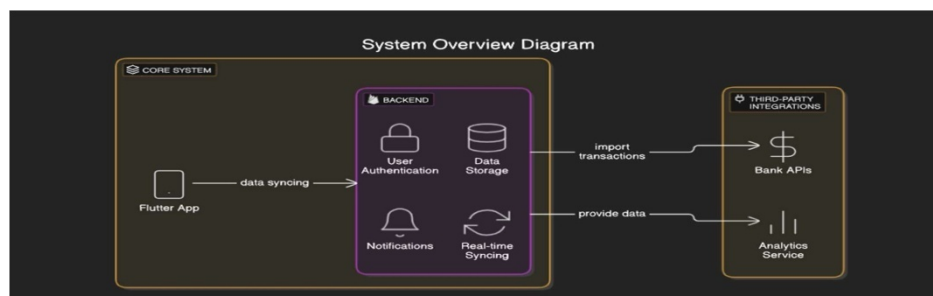 System Overview Diagram
CORE SYSTEM
BACKEND
THIRD-PARTY
INTEGRATIONS
User
Authentication
Data
Storage
import
transactions
Bank APIs
data syncing
Flutter App
Notifications
Real-time
Syncing
provide data
Analytics
Service